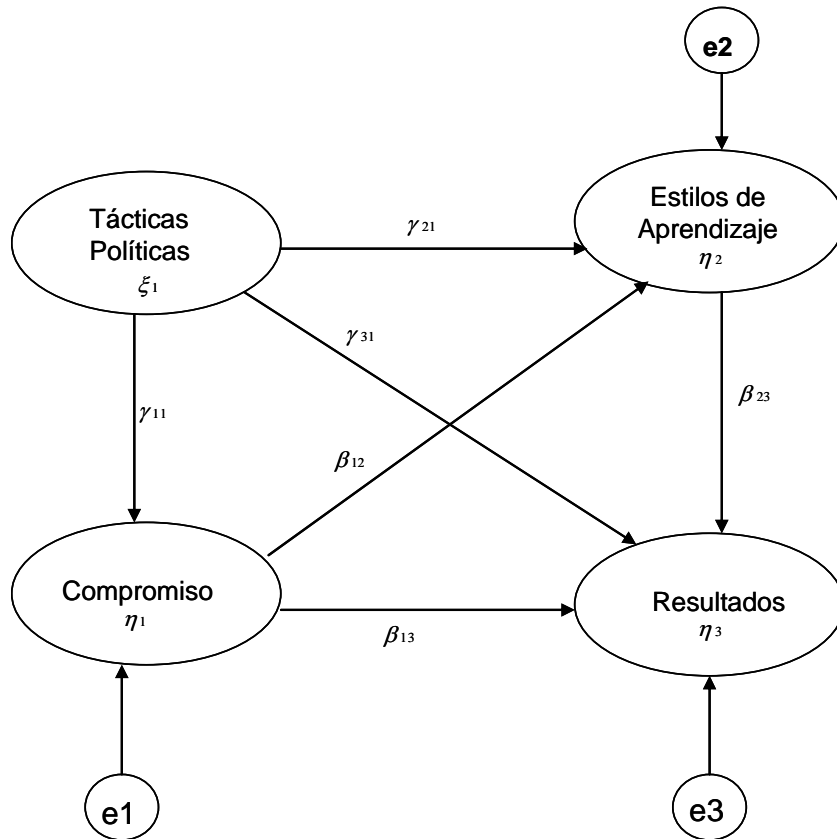 e2
Tácticas
Políticas
ξ1
Estilos de
Aprendizaje
η2
γ21
γ31
γ11
β12
β23
Compromiso
η1
β13
Resultados
η3
e1
e3